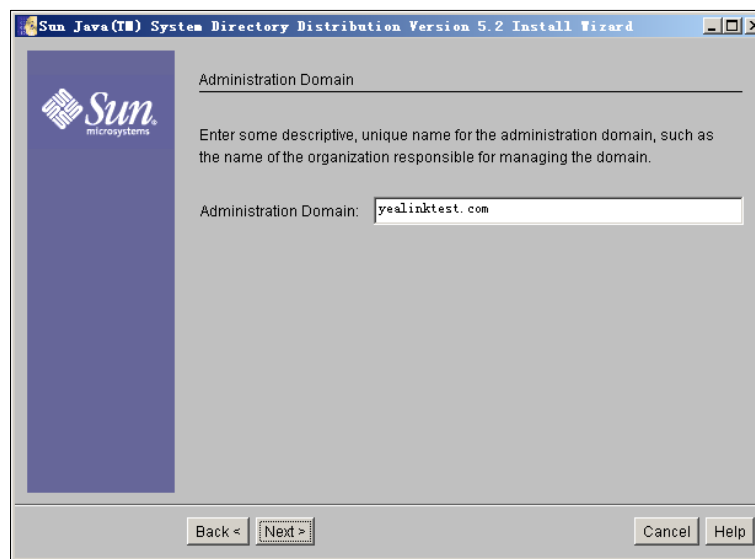 Sun Java(TM) System Directory Distribution Version 5.2 Install Wizard
Sun
microsystems
Administration Domain
Enter some descriptive, unique name for the administration domain, such as
the name of the organization responsible for managing the domain.
Administration Domain: yealinktest.com
Back < Next > Cancel Help